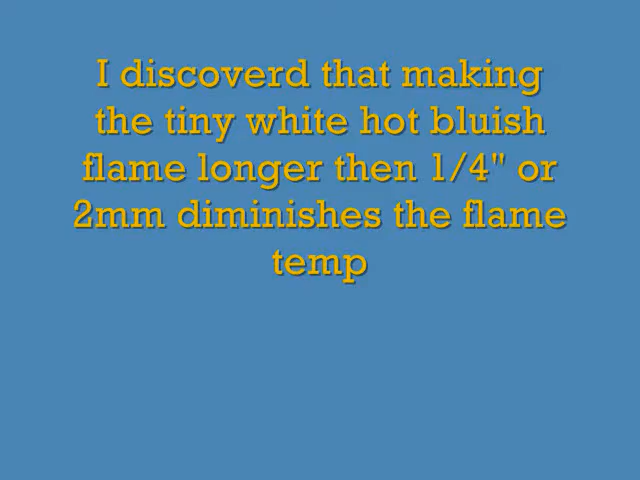 I discoverd that making
the tiny white hot bluish
flame longer then 1/4" or
2mm diminishes the flame
temp